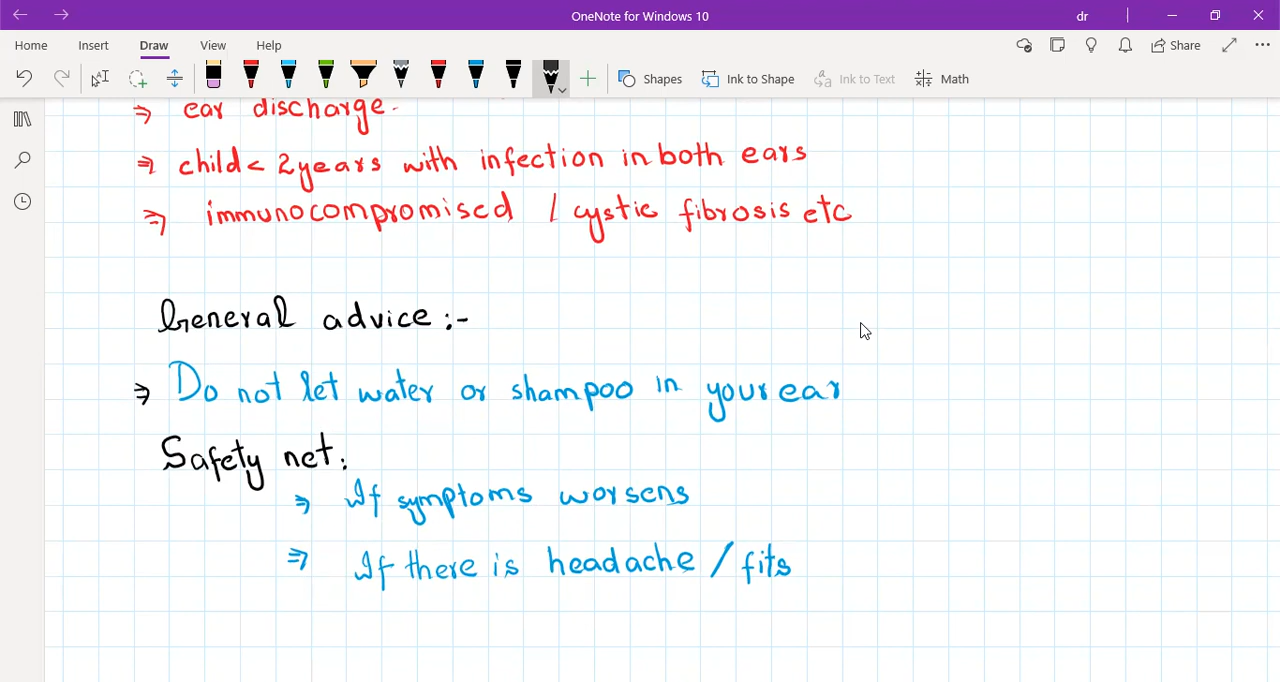 OneNote for Windows 10
dr
Home Insert Draw View Help
Share
Shapes Ink to Shape Ink to Text Math
⇒ ear discharge.
⇒ child < 2 years with infection in both ears
⇒ immunocompromised / cystic fibrosis etc
General advice :-
⇒ Do not let water or shampoo in your ear
Safety net:
⇒ If symptoms worsens
⇒ If there is headache / fits